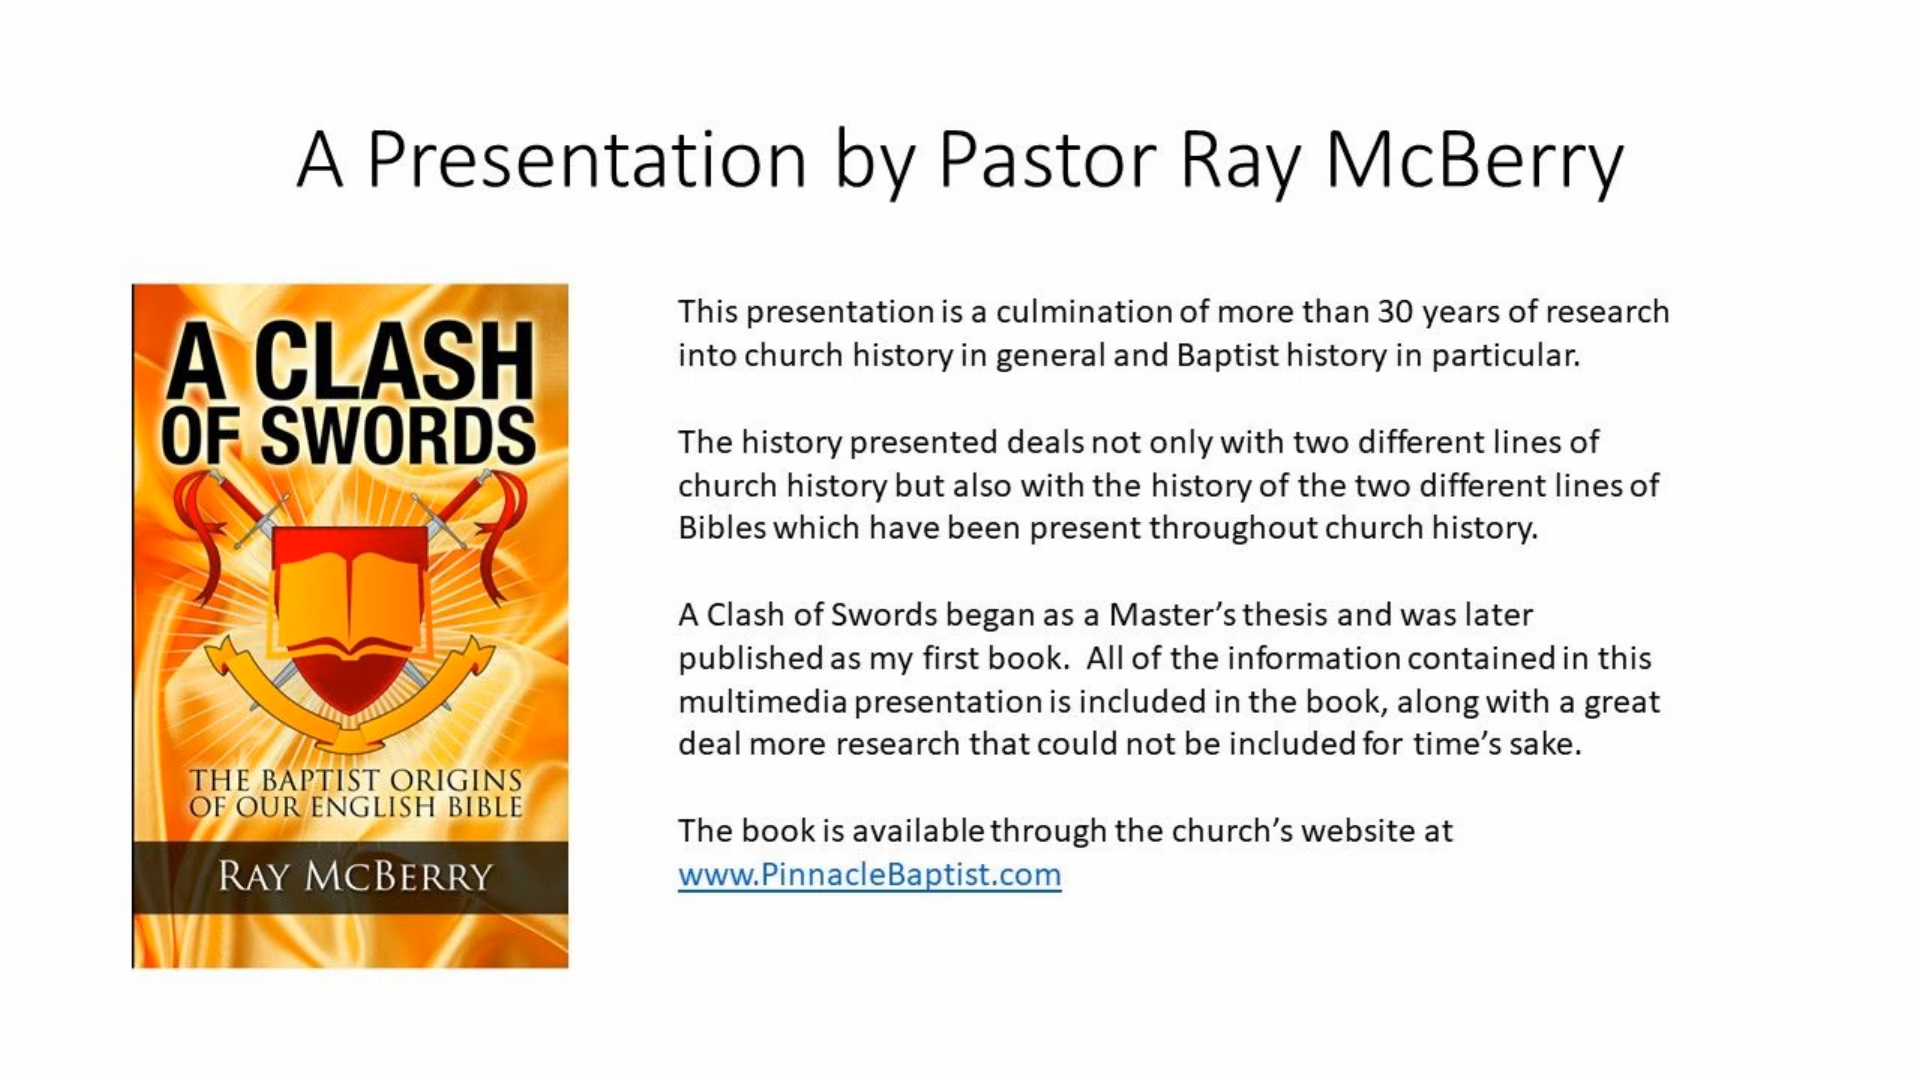 A Presentation by Pastor Ray McBerry
A CLASH
OF SWORDS
THE BAPTIST ORIGINS
OF OUR ENGLISH BIBLE
RAY MCBERRY
This presentation is a culmination of more than 30 years of research
into church history in general and Baptist history in particular.
The history presented deals not only with two different lines of
church history but also with the history of the two different lines of
Bibles which have been present throughout church history.
A Clash of Swords began as a Master’s thesis and was later
published as my first book.  All of the information contained in this
multimedia presentation is included in the book, along with a great
deal more research that could not be included for time’s sake.
The book is available through the church’s website at
www.PinnacleBaptist.com